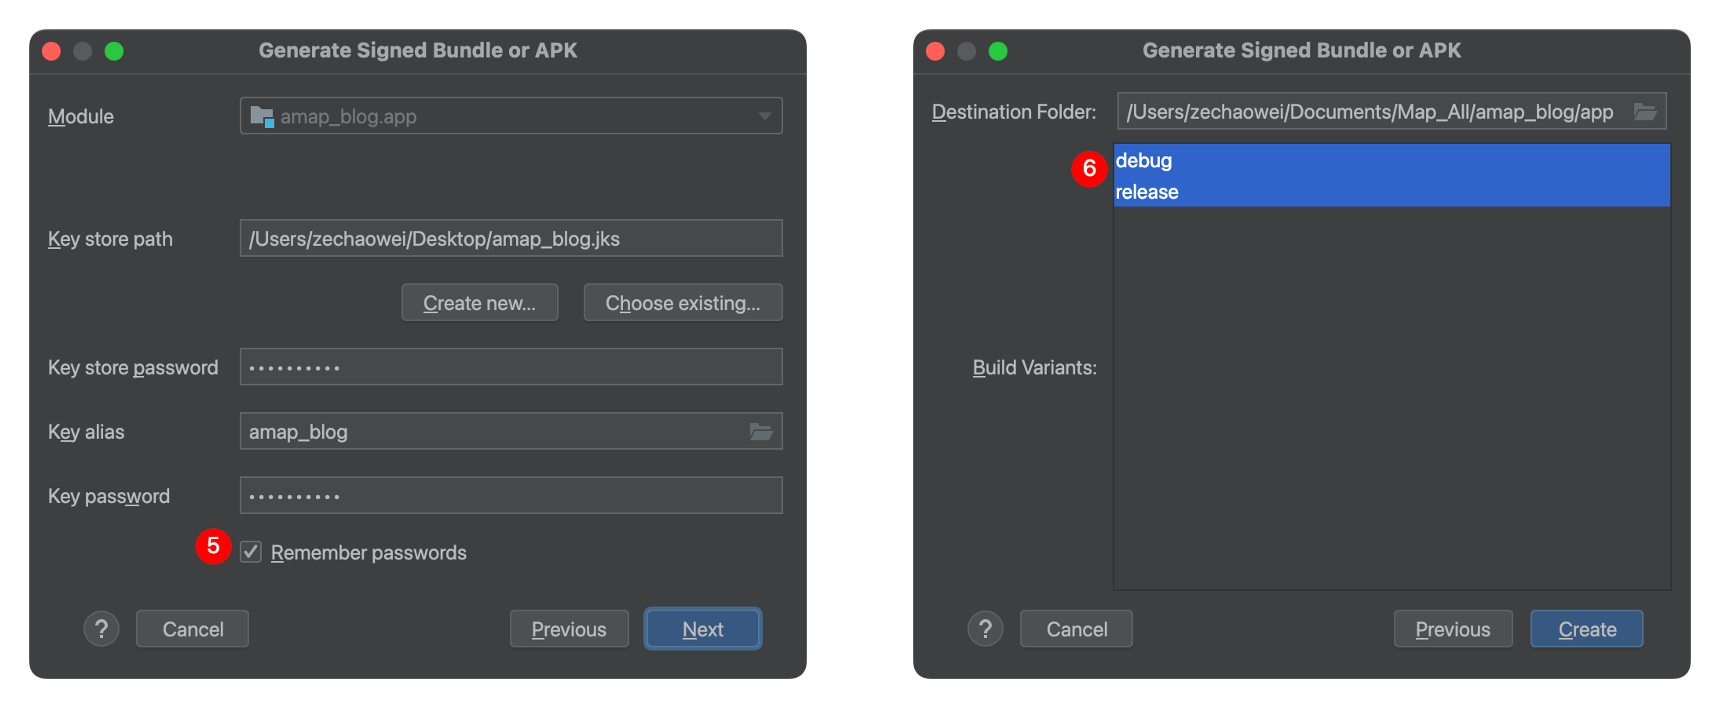 Generate Signed Bundle or APK
Module
amap_blog.app
Key store path
/Users/zechaowei/Desktop/amap_blog.jks
Create new...
Choose existing...
Key store password
••••••••••
Key alias
amap_blog
Key password
••••••••••
5
Remember passwords
?
Cancel
Previous
Next
Generate Signed Bundle or APK
Destination Folder:
/Users/zechaowei/Documents/Map_All/amap_blog/app
6
debug
release
Build Variants:
?
Cancel
Previous
Create